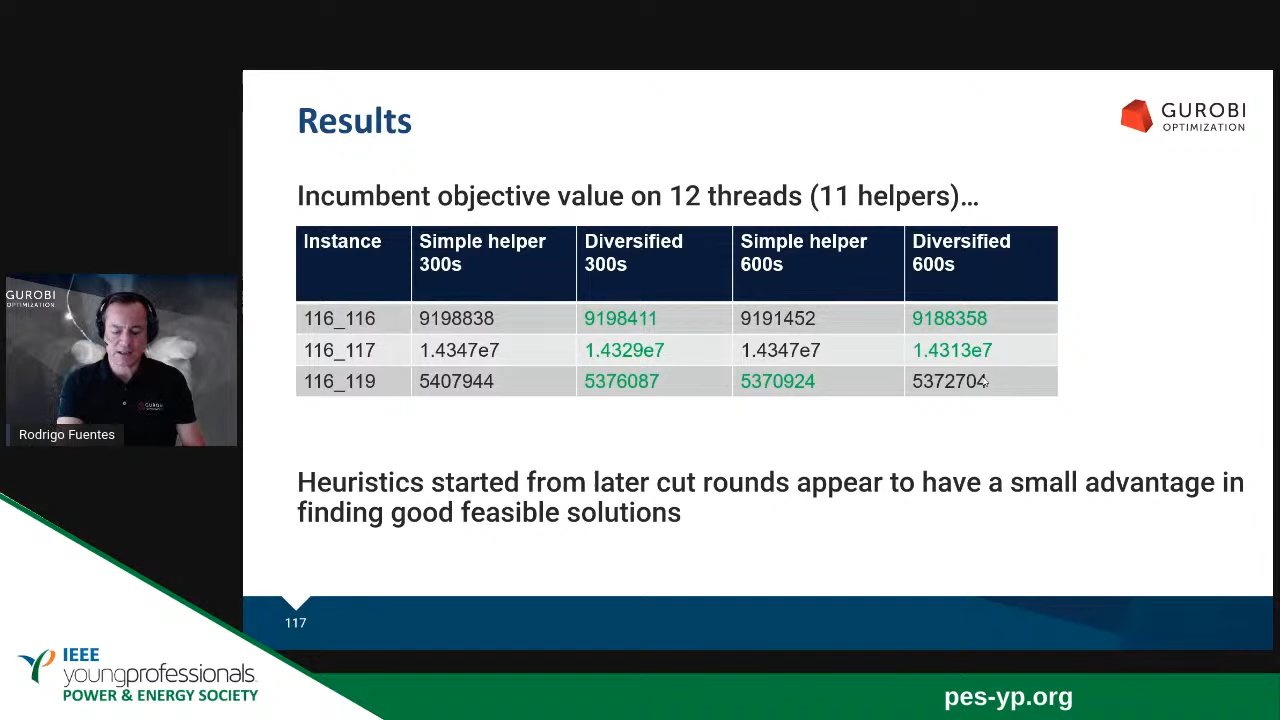 Results
GUROBI
OPTIMIZATION
Incumbent objective value on 12 threads (11 helpers)…
Instance Simple helper 300s Diversified 300s Simple helper 600s Diversified 600s
116_116 9198838 9198411 9191452 9188358
116_117 1.4347e7 1.4329e7 1.4347e7 1.4313e7
116_119 5407944 5376087 5370924 5372704
Heuristics started from later cut rounds appear to have a small advantage in
finding good feasible solutions
117
GUROBI
OPTIMIZATION
Rodrigo Fuentes
IEEE
youngprofessionals
POWER & ENERGY SOCIETY
pes-yp.org